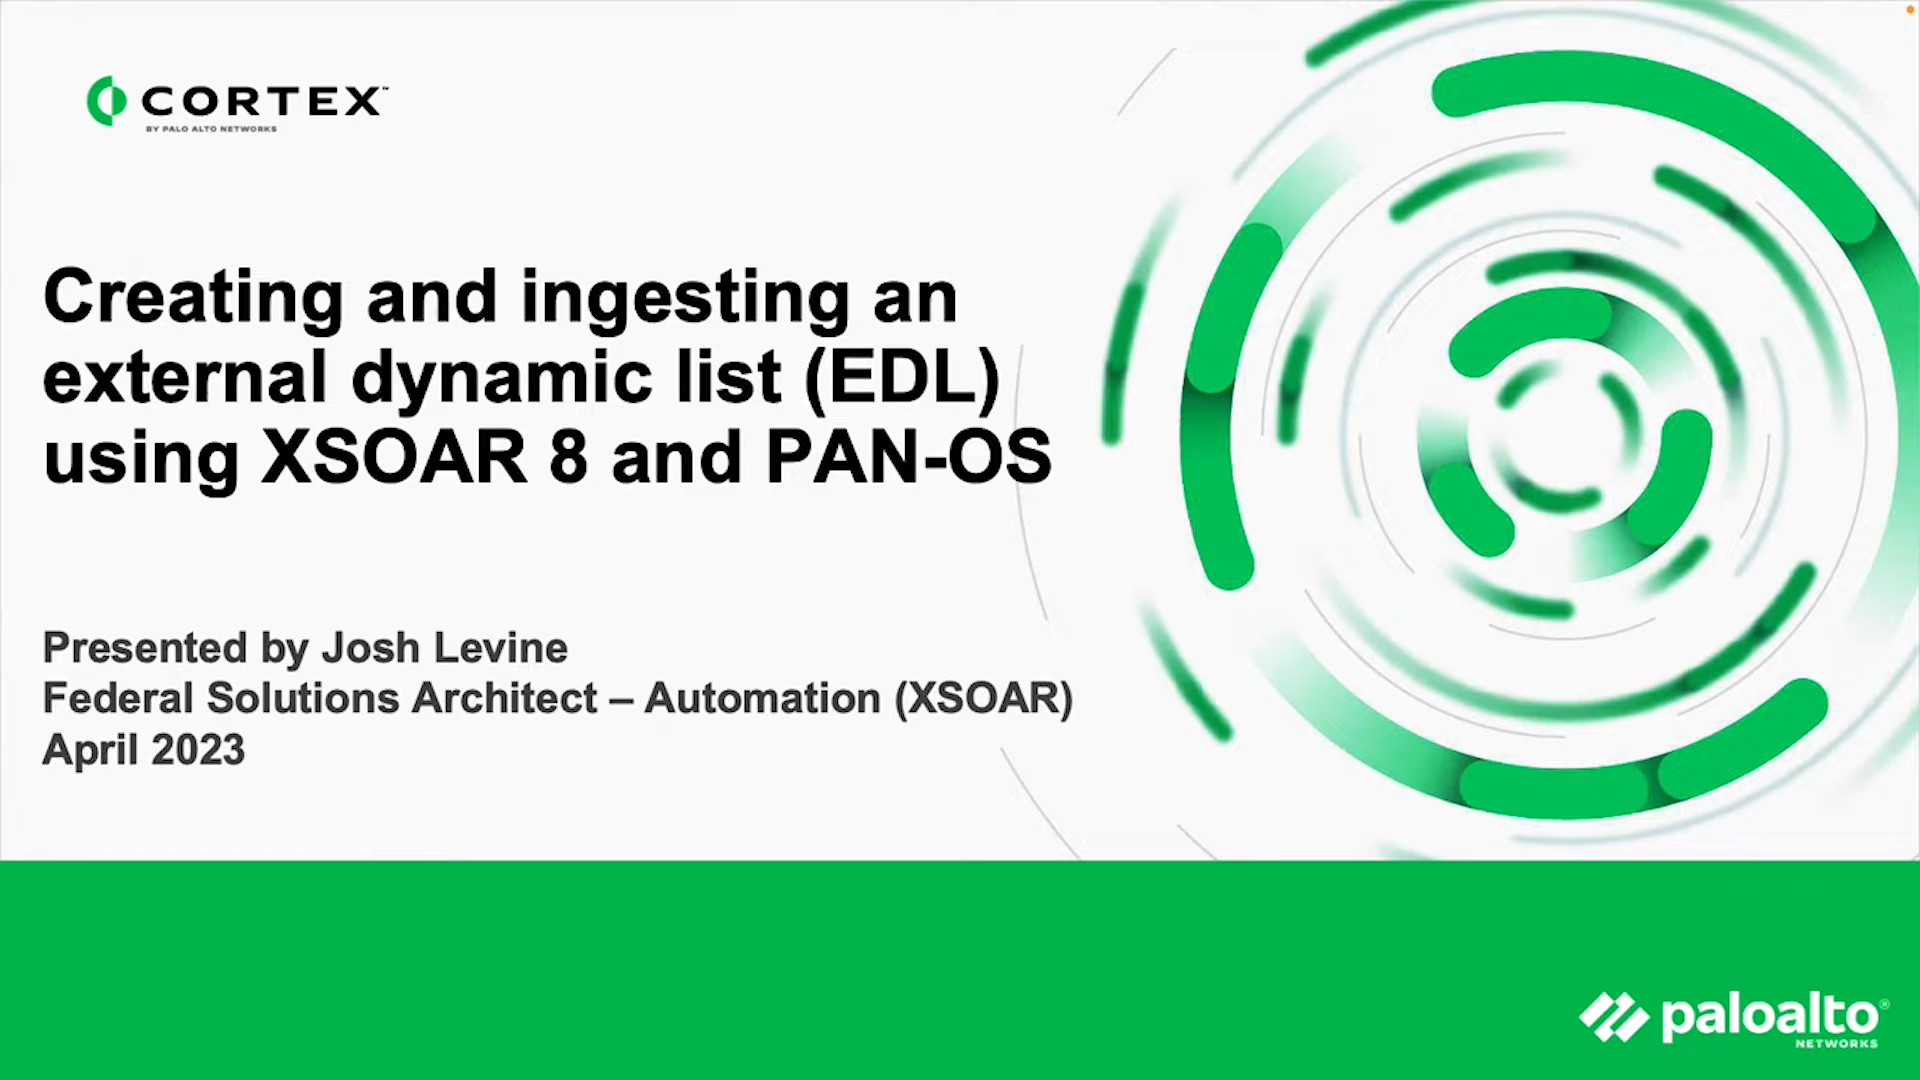 CORTEX™
BY PALO ALTO NETWORKS
Creating and ingesting an
external dynamic list (EDL)
using XSOAR 8 and PAN-OS
Presented by Josh Levine
Federal Solutions Architect – Automation (XSOAR)
April 2023
paloalto®
NETWORKS